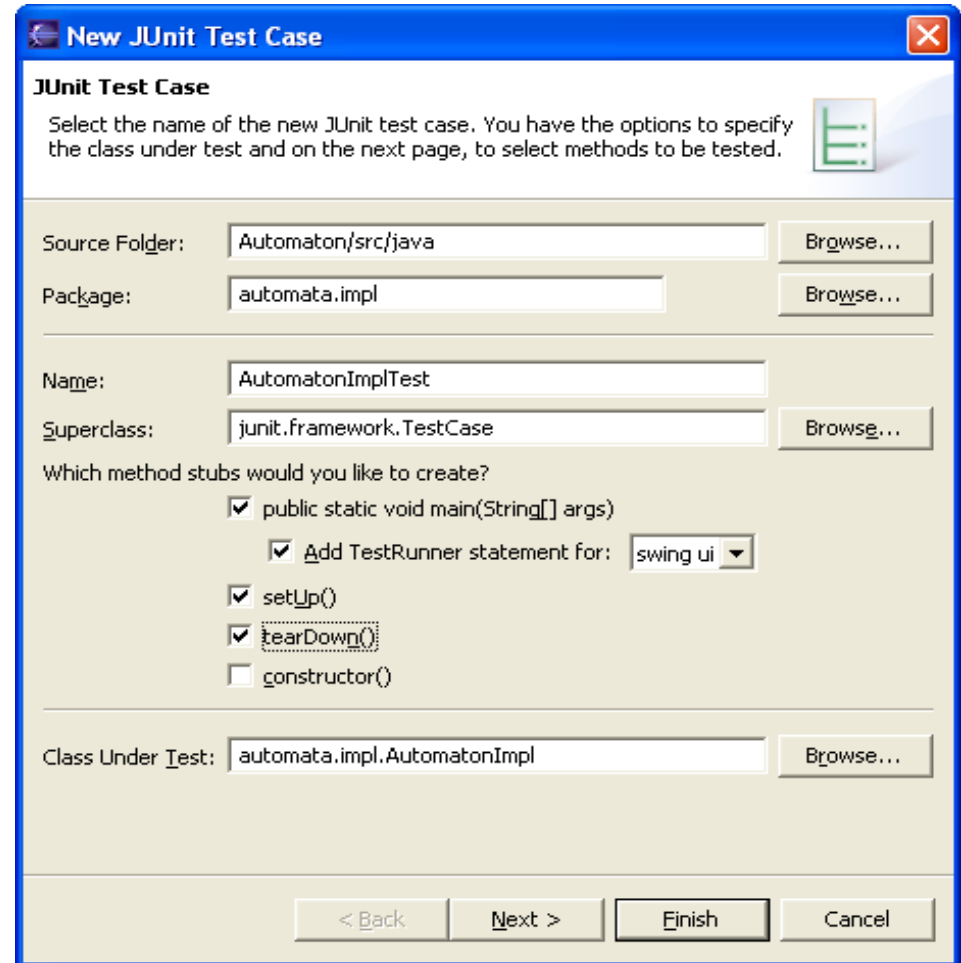 New JUnit Test Case
JUnit Test Case
Select the name of the new JUnit test case. You have the options to specify
the class under test and on the next page, to select methods to be tested.
Source Folder: Automaton/src/java Browse...
Package: automata.impl Browse...
Name: AutomatonImplTest
Superclass: junit.framework.TestCase Browse...
Which method stubs would you like to create?
public static void main(String[] args)
Add TestRunner statement for: swing ui
setUp()
tearDown()
constructor()
Class Under Test: automata.impl.AutomatonImpl Browse...
< Back Next > Finish Cancel